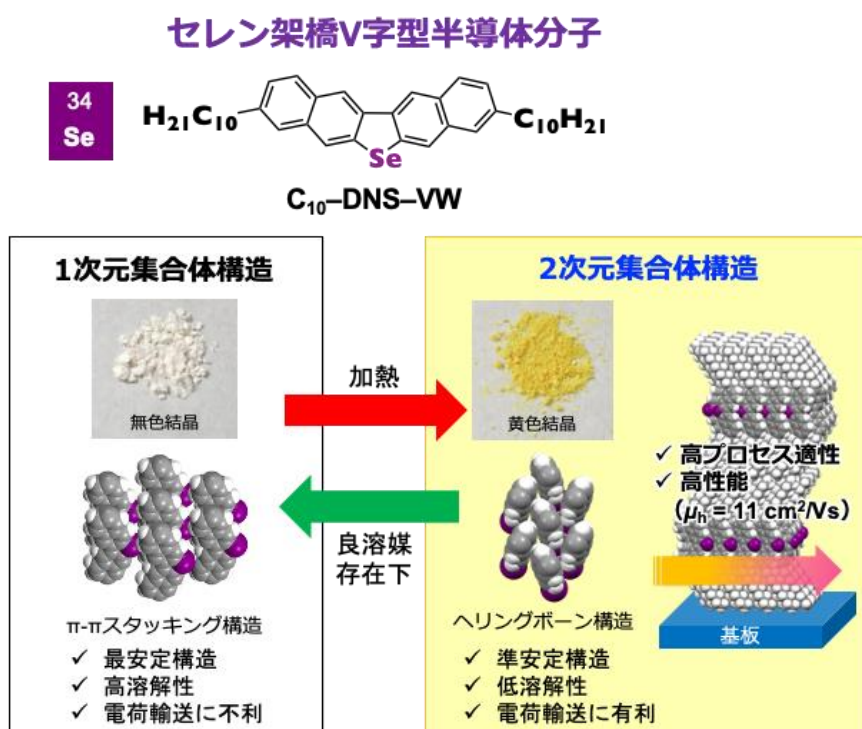 セレン架橋V字型半導体分子
34
Se
H₂₁C₁₀
C₁₀H₂₁
Se
C₁₀–DNS–VW
1次元集合体構造
無色結晶
π-πスタッキング構造
✓ 最安定構造
✓ 高溶解性
✓ 電荷輸送に不利
加熱
良溶媒
存在下
2次元集合体構造
黄色結晶
ヘリングボーン構造
✓ 準安定構造
✓ 低溶解性
✓ 電荷輸送に有利
✓ 高プロセス適性
✓ 高性能
（μₕ = 11 cm²/Vs）
基板